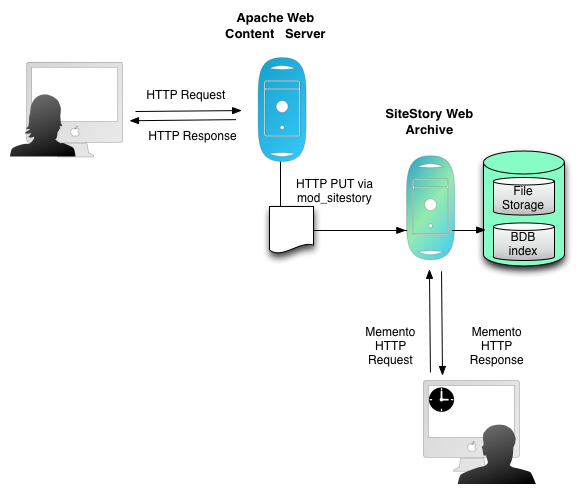 Apache Web
Content Server
HTTP Request
HTTP Response
SiteStory Web
Archive
HTTP PUT via
mod_sitestory
File
Storage
BDB
index
Memento
HTTP
Request
Memento
HTTP
Response